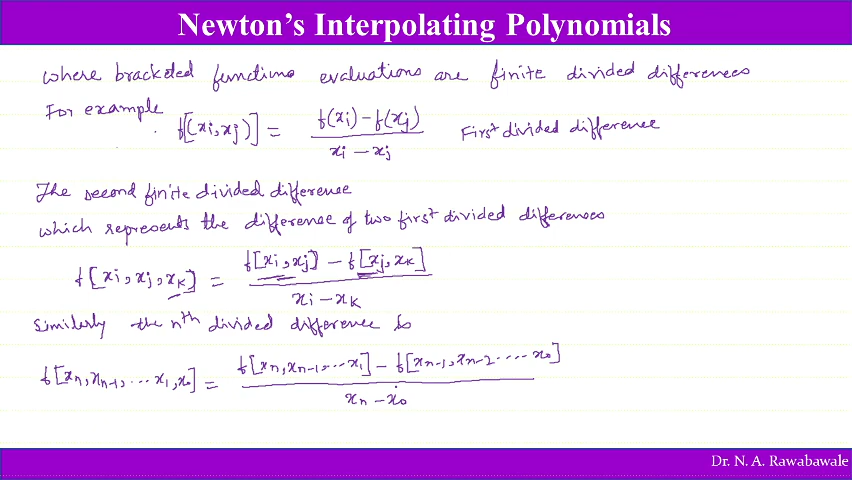 Newton's Interpolating Polynomials
where bracketed functions evaluations are finite divided differences
For example
f[(xi, xj)] = f(xi) - f(xj) / xi - xj First divided difference
The second finite divided difference
which represents the difference of two first divided differences
f[xi, xj, xk] = f[xi, xj] - f[xj, xk] / xi - xk
Similarly the nth divided difference is
f[xn, xn-1, ... x1, x0] = f[xn, xn-1, ... x1] - f[xn-1, xn-2 .... x0] / xn - x0
Dr. N. A. Rawabawale